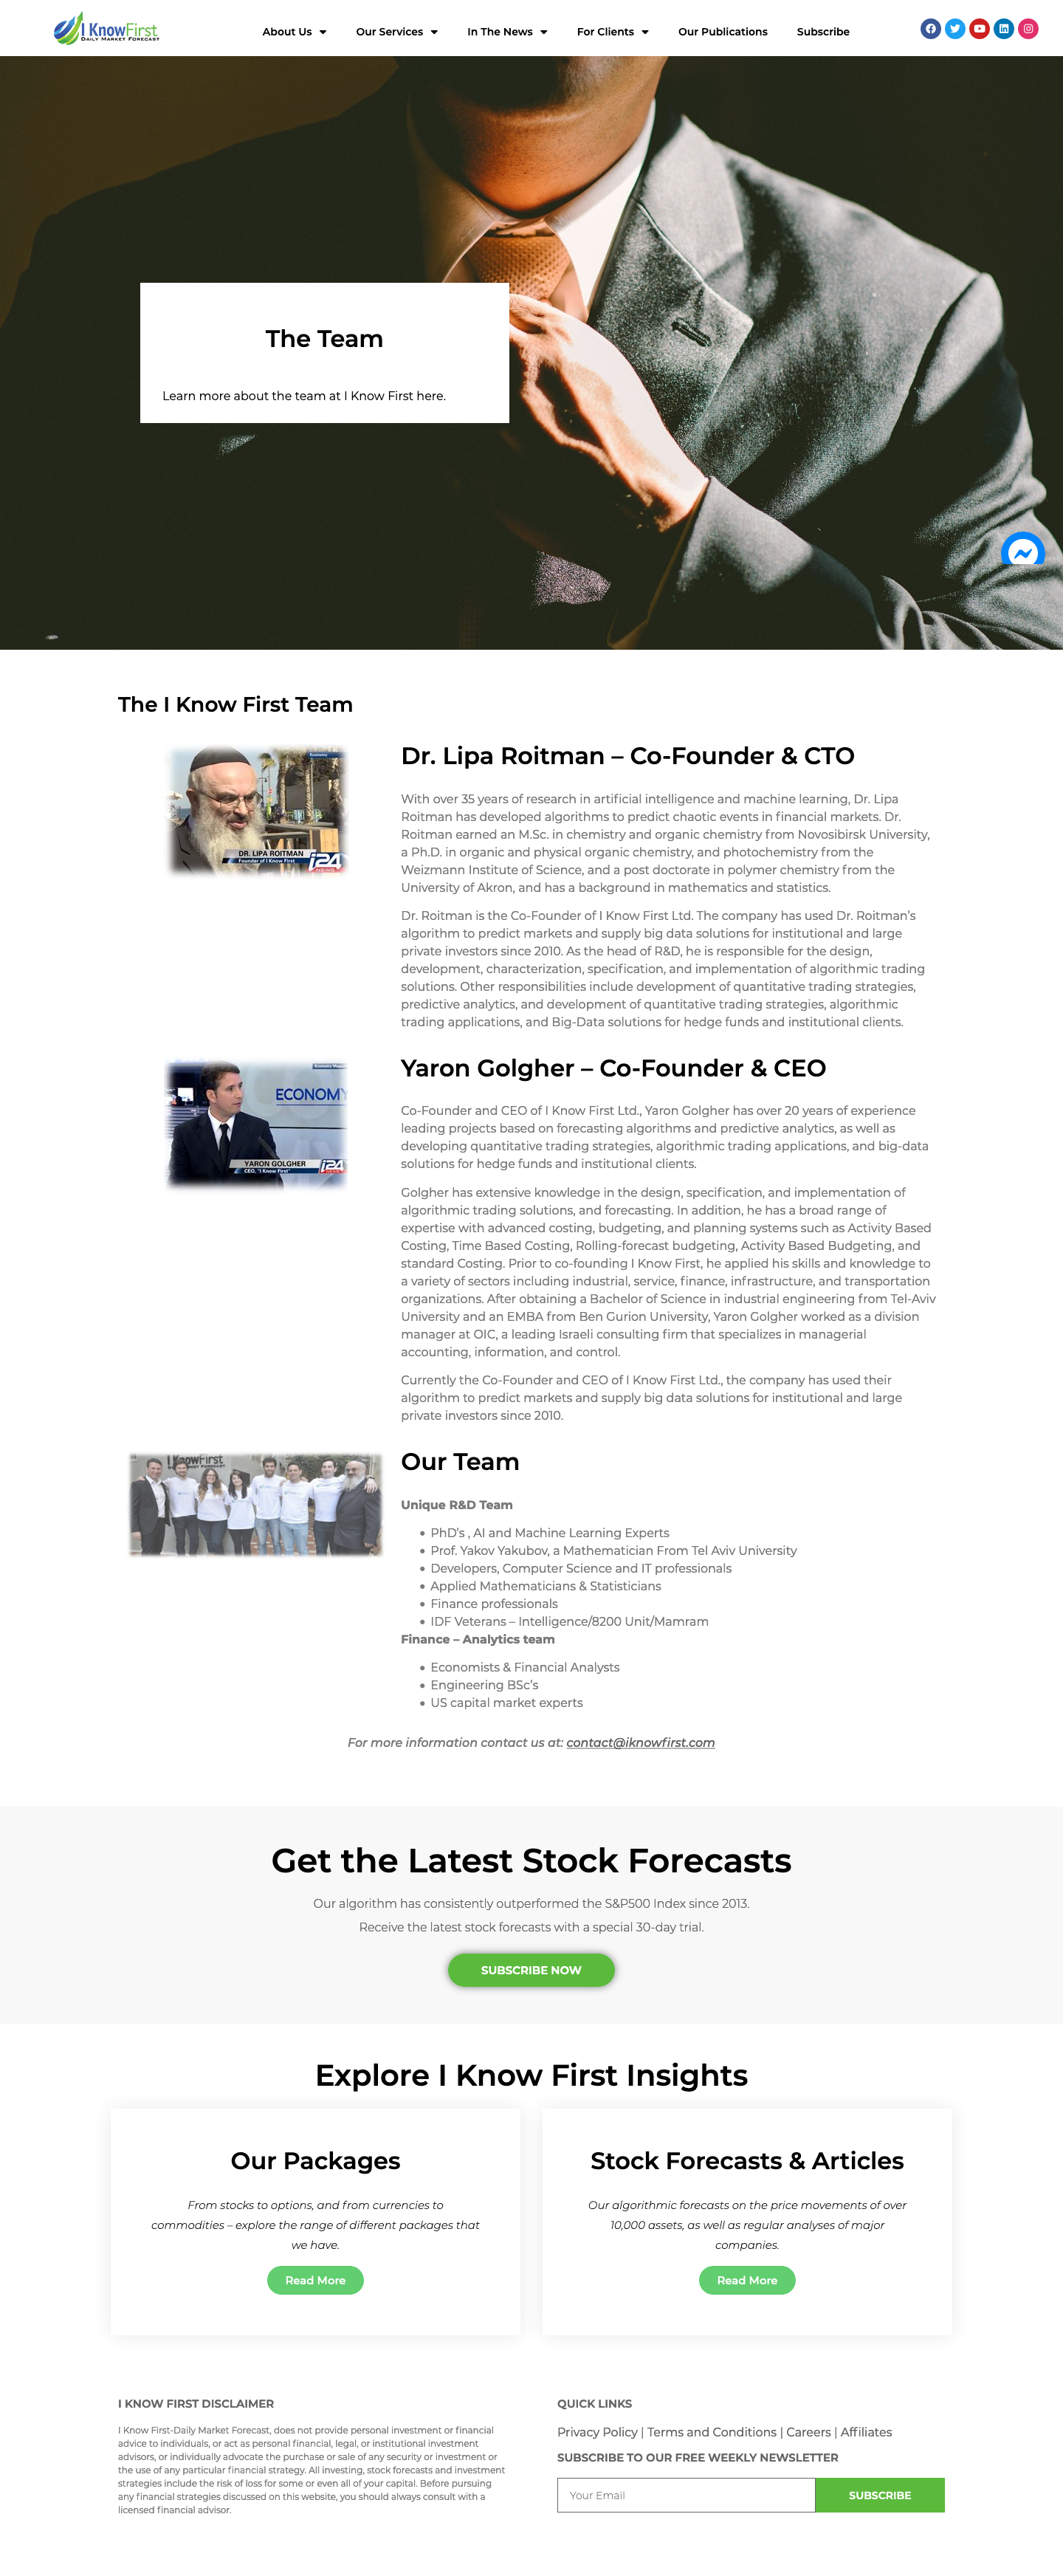 I KnowFirst
DAILY MARKET FORECAST
About Us
Our Services
In The News
For Clients
Our Publications
Subscribe
The Team
Learn more about the team at I Know First here.
The I Know First Team
Economy
DR. LIPA ROITMAN
Founder of I Know First
i24
NEWS
Dr. Lipa Roitman – Co-Founder & CTO
With over 35 years of research in artificial intelligence and machine learning, Dr. Lipa
Roitman has developed algorithms to predict chaotic events in financial markets. Dr.
Roitman earned an M.Sc. in chemistry and organic chemistry from Novosibirsk University,
a Ph.D. in organic and physical organic chemistry, and photochemistry from the
Weizmann Institute of Science, and a post doctorate in polymer chemistry from the
University of Akron, and has a background in mathematics and statistics.
Dr. Roitman is the Co-Founder of I Know First Ltd. The company has used Dr. Roitman’s
algorithm to predict markets and supply big data solutions for institutional and large
private investors since 2010. As the head of R&D, he is responsible for the design,
development, characterization, specification, and implementation of algorithmic trading
solutions. Other responsibilities include development of quantitative trading strategies,
predictive analytics, and development of quantitative trading strategies, algorithmic
trading applications, and Big-Data solutions for hedge funds and institutional clients.
ECONOMY
YARON GOLGHER
CEO, "I Know First"
i24
Yaron Golgher – Co-Founder & CEO
Co-Founder and CEO of I Know First Ltd., Yaron Golgher has over 20 years of experience
leading projects based on forecasting algorithms and predictive analytics, as well as
developing quantitative trading strategies, algorithmic trading applications, and big-data
solutions for hedge funds and institutional clients.
Golgher has extensive knowledge in the design, specification, and implementation of
algorithmic trading solutions, and forecasting. In addition, he has a broad range of
expertise with advanced costing, budgeting, and planning systems such as Activity Based
Costing, Time Based Costing, Rolling-forecast budgeting, Activity Based Budgeting, and
standard Costing. Prior to co-founding I Know First, he applied his skills and knowledge to
a variety of sectors including industrial, service, finance, infrastructure, and transportation
organizations. After obtaining a Bachelor of Science in industrial engineering from Tel-Aviv
University and an EMBA from Ben Gurion University, Yaron Golgher worked as a division
manager at OIC, a leading Israeli consulting firm that specializes in managerial
accounting, information, and control.
Currently the Co-Founder and CEO of I Know First Ltd., the company has used their
algorithm to predict markets and supply big data solutions for institutional and large
private investors since 2010.
KnowFirst
Our Team
Unique R&D Team
• PhD’s , AI and Machine Learning Experts
• Prof. Yakov Yakubov, a Mathematician From Tel Aviv University
• Developers, Computer Science and IT professionals
• Applied Mathematicians & Statisticians
• Finance professionals
• IDF Veterans – Intelligence/8200 Unit/Mamram
Finance – Analytics team
• Economists & Financial Analysts
• Engineering BSc’s
• US capital market experts
For more information contact us at: contact@iknowfirst.com
Get the Latest Stock Forecasts
Our algorithm has consistently outperformed the S&P500 Index since 2013.
Receive the latest stock forecasts with a special 30-day trial.
SUBSCRIBE NOW
Explore I Know First Insights
Our Packages
From stocks to options, and from currencies to
commodities – explore the range of different packages that
we have.
Read More
Stock Forecasts & Articles
Our algorithmic forecasts on the price movements of over
10,000 assets, as well as regular analyses of major
companies.
Read More
I KNOW FIRST DISCLAIMER
I Know First-Daily Market Forecast, does not provide personal investment or financial
advice to individuals, or act as personal financial, legal, or institutional investment
advisors, or individually advocate the purchase or sale of any security or investment or
the use of any particular financial strategy. All investing, stock forecasts and investment
strategies include the risk of loss for some or even all of your capital. Before pursuing
any financial strategies discussed on this website, you should always consult with a
licensed financial advisor.
QUICK LINKS
Privacy Policy | Terms and Conditions | Careers | Affiliates
SUBSCRIBE TO OUR FREE WEEKLY NEWSLETTER
Your Email
SUBSCRIBE